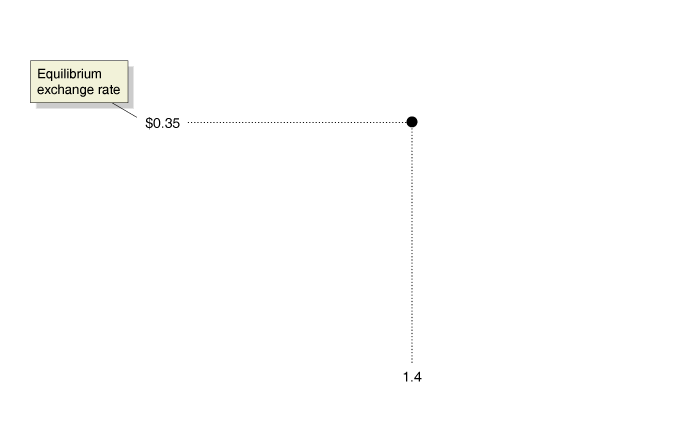 Equilibrium
exchange rate
$0.35
1.4